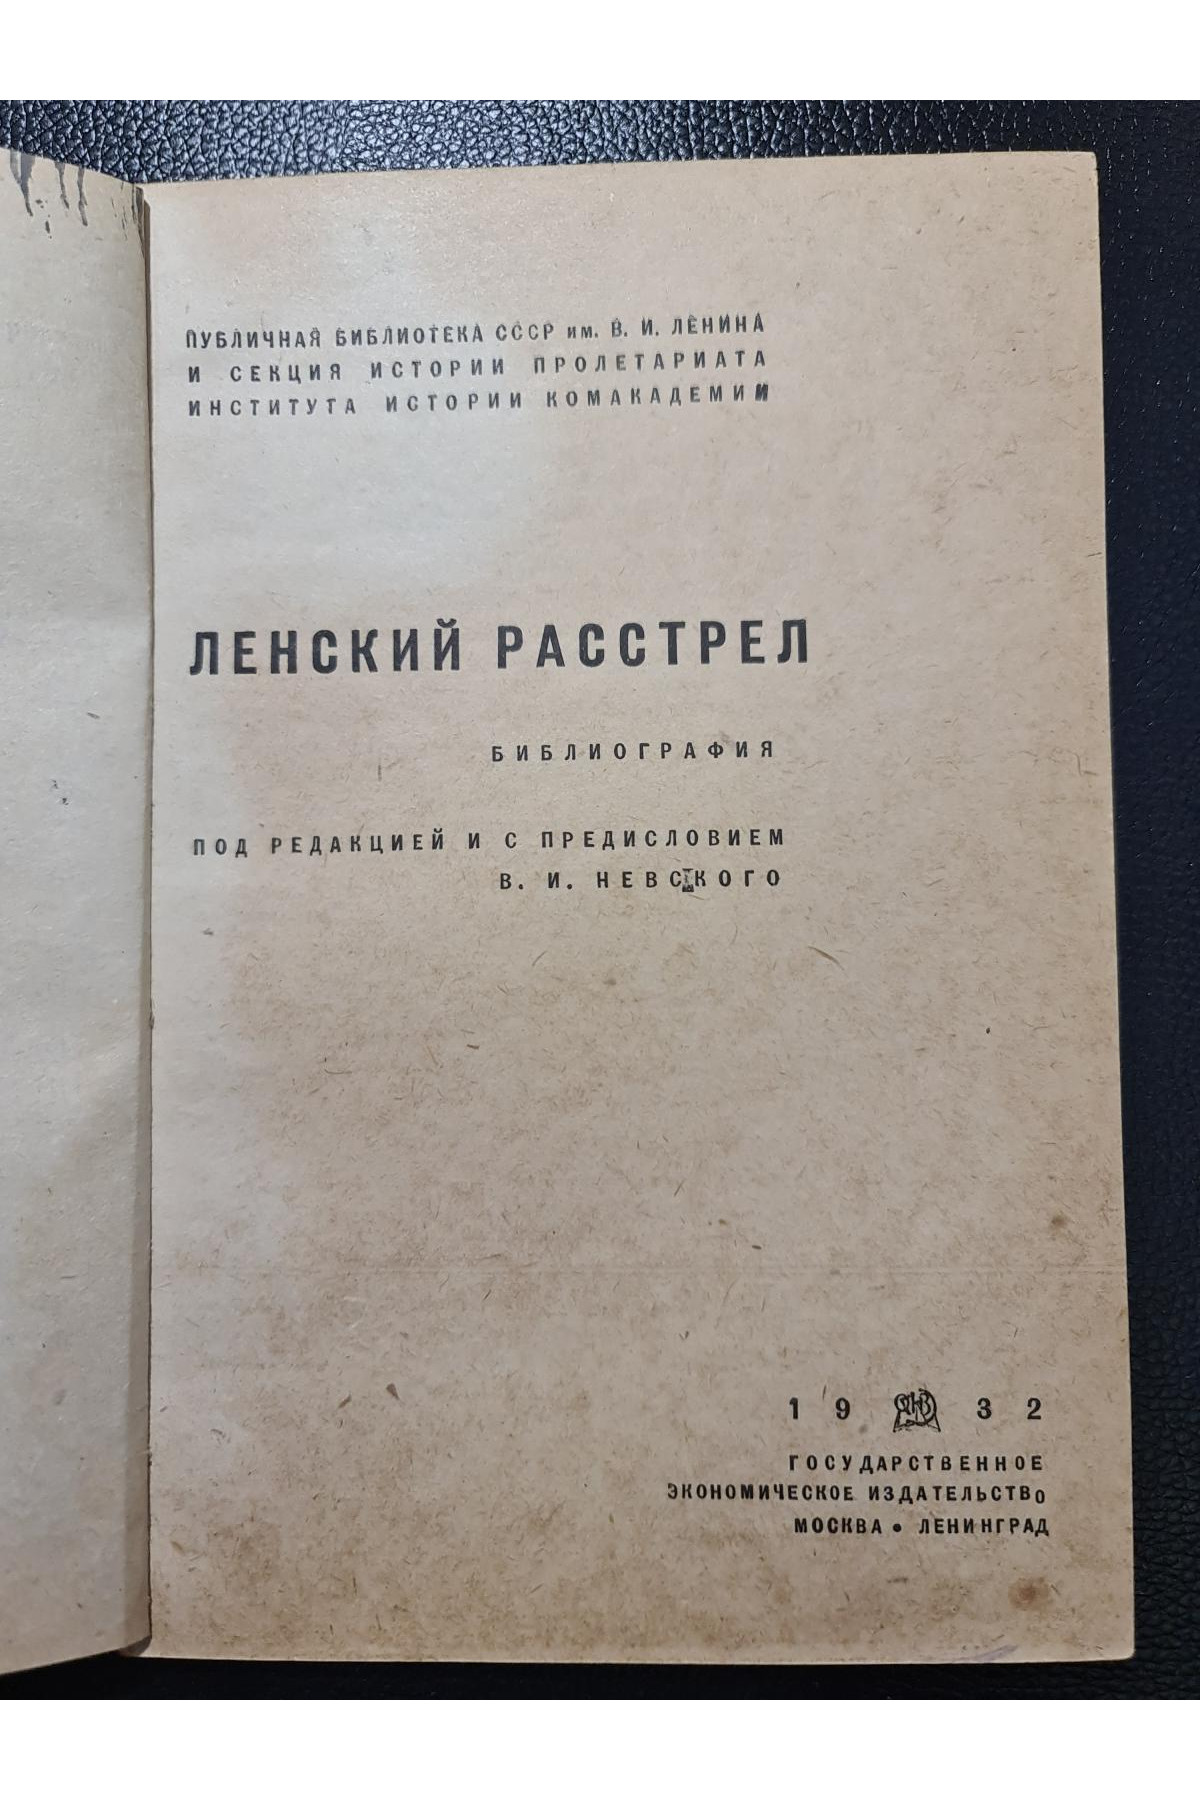 ПУБЛИЧНАЯ БИБЛИОТЕКА СССР им. В. И. ЛЕНИНА
И СЕКЦИЯ ИСТОРИИ ПРОЛЕТАРИАТА
ИНСТИТУТА ИСТОРИИ КОМАКАДЕМИИ
ЛЕНСКИЙ РАССТРЕЛ
БИБЛИОГРАФИЯ
ПОД РЕДАКЦИЕЙ И С ПРЕДИСЛОВИЕМ
В. И. НЕВСКОГО
19 32
ГОСУДАРСТВЕННОЕ
ЭКОНОМИЧЕСКОЕ ИЗДАТЕЛЬСТВО
МОСКВА • ЛЕНИНГРАД